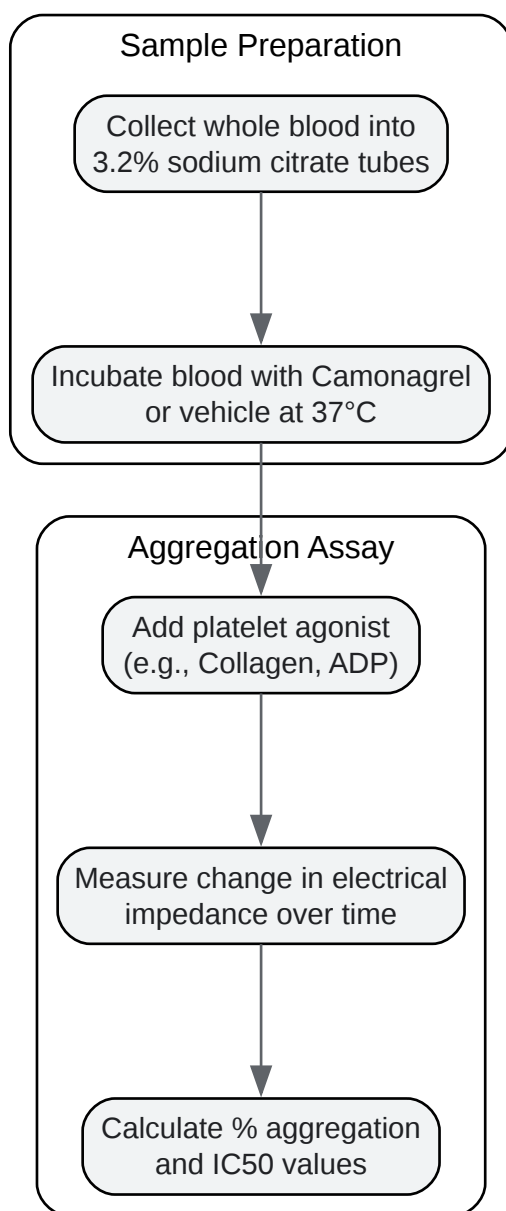 Sample Preparation
Collect whole blood into
3.2% sodium citrate tubes
Incubate blood with Camonagrel
or vehicle at 37°C
Aggregation Assay
Add platelet agonist
(e.g., Collagen, ADP)
Measure change in electrical
impedance over time
Calculate % aggregation
and IC50 values